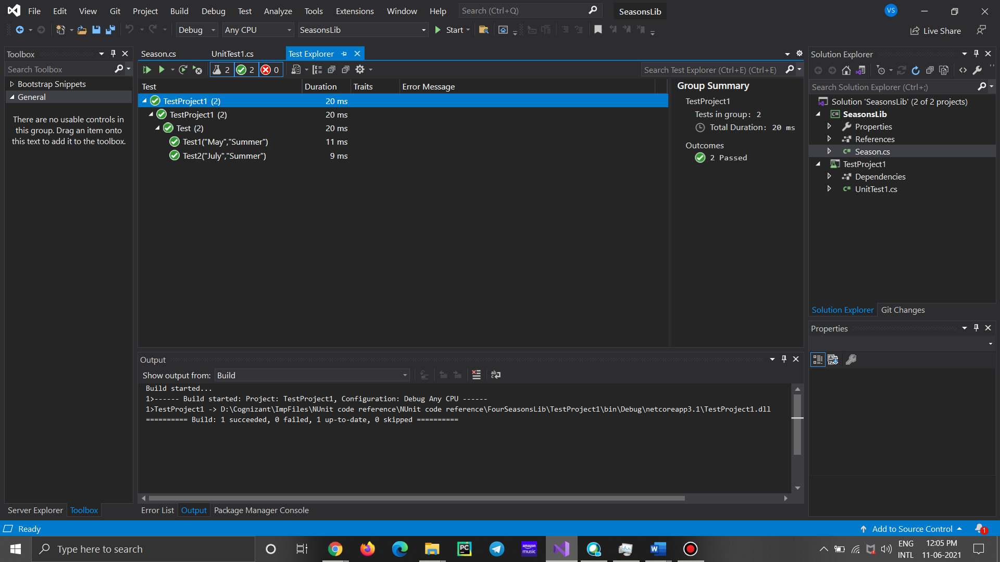 File Edit View Git Project Build Debug Test Analyze Tools Extensions Window Help Search (Ctrl+Q) SeasonsLib VS
Debug Any CPU SeasonsLib Start Live Share
Toolbox
Search Toolbox
Bootstrap Snippets
General
There are no usable controls in
this group. Drag an item onto
this text to add it to the toolbox.
Server Explorer Toolbox
Season.cs UnitTest1.cs Test Explorer
2 2 0 Search Test Explorer (Ctrl+E) (Ctrl+E)
Test Duration Traits Error Message
TestProject1 (2) 20 ms
TestProject1 (2) 20 ms
Test (2) 20 ms
Test1("May","Summer") 11 ms
Test2("July","Summer") 9 ms
Group Summary
TestProject1
Tests in group: 2
Total Duration: 20 ms
Outcomes
2 Passed
Output
Show output from: Build
Build started...
1>------ Build started: Project: TestProject1, Configuration: Debug Any CPU ------
1>TestProject1 -> D:\Cognizant\ImpFiles\NUnit code reference\NUnit code reference\FourSeasonsLib\TestProject1\bin\Debug\netcoreapp3.1\TestProject1.dll
========== Build: 1 succeeded, 0 failed, 1 up-to-date, 0 skipped ==========
Error List Output Package Manager Console
Solution Explorer
Search Solution Explorer (Ctrl+;)
Solution 'SeasonsLib' (2 of 2 projects)
SeasonsLib
Properties
References
Season.cs
TestProject1
Dependencies
UnitTest1.cs
Solution Explorer Git Changes
Properties
Ready Add to Source Control 1
Type here to search PC amazon music W ENG 12:05 PM
INTL 11-06-2021